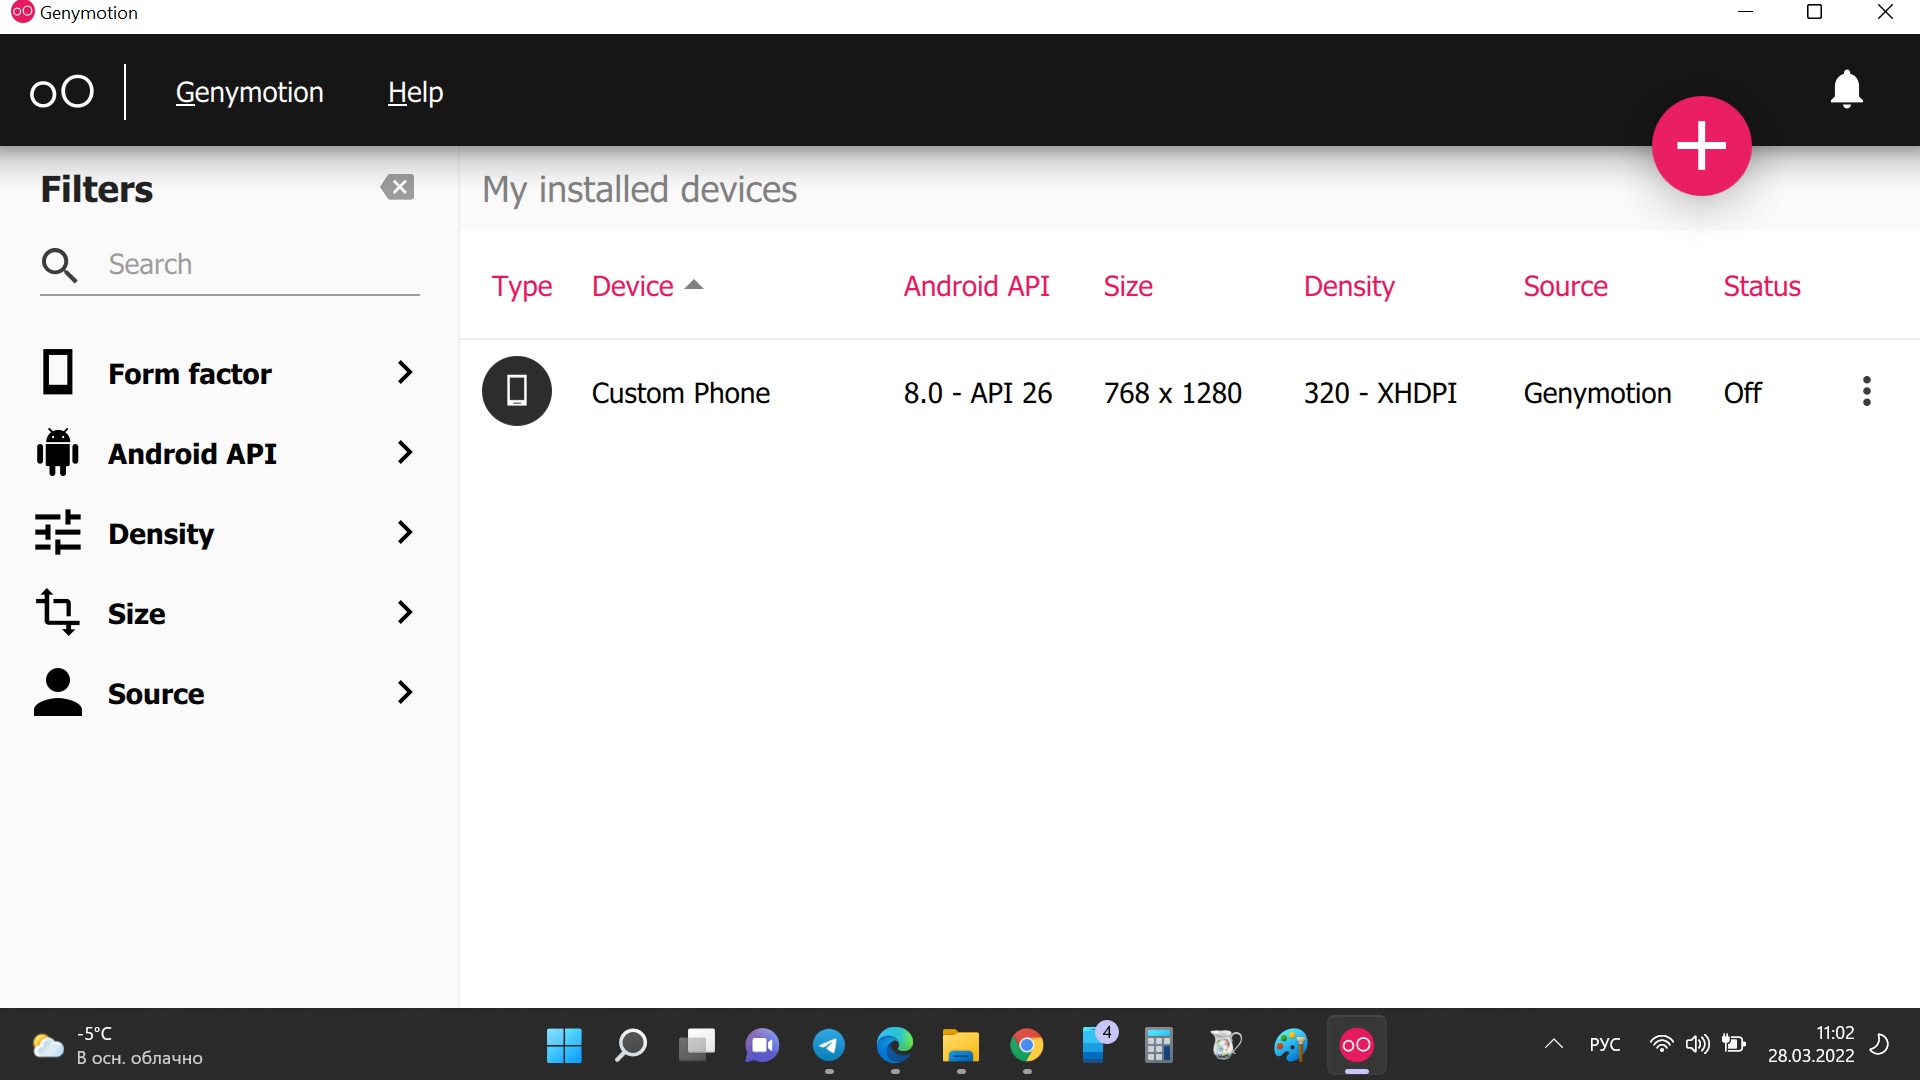 Genymotion
Genymotion Help
Filters
My installed devices
Search
Type Device Android API Size Density Source Status
Form factor
Custom Phone 8.0 - API 26 768 x 1280 320 - XHDPI Genymotion Off
Android API
Density
Size
Source
-5°C
В осн. облачно
4
РУС
11:02
28.03.2022